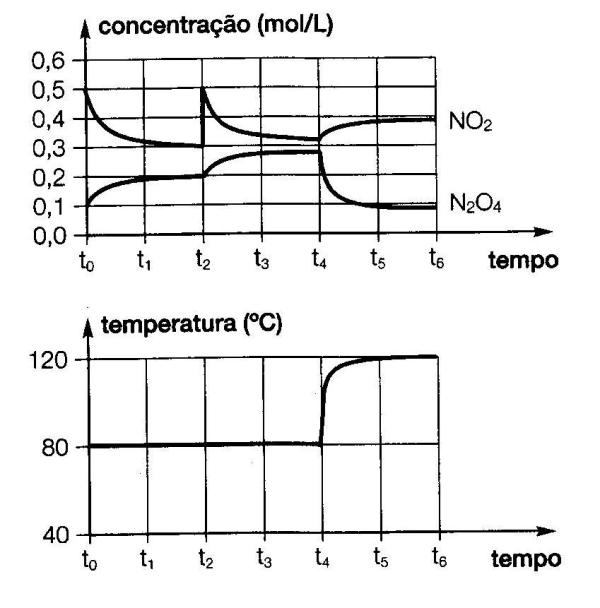 concentração (mol/L)
0,6
0,5
0,4
0,3
0,2
0,1
0,0
NO₂
N₂O₄
t₀ t₁ t₂ t₃ t₄ t₅ t₆ tempo
temperatura (ºC)
120
80
40
t₀ t₁ t₂ t₃ t₄ t₅ t₆ tempo